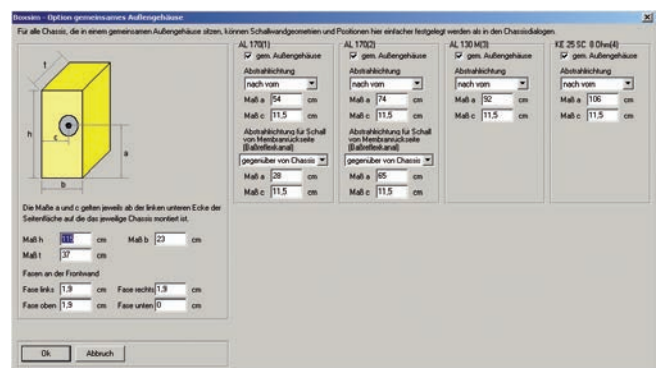 Boxsim - Option gemeinsames Außengehäuse
Für alle Chassis, die in einem gemeinsamen Außengehäuse sitzen, können Schallwandgeometrien und Positionen hier einfacher festgelegt werden als in den Chassisdialogen.
t
h
c
a
b
Die Maße a und c gelten jeweils ab der linken unteren Ecke der
Seitenfläche auf die das jeweilige Chassis montiert ist.
Maß h 115 cm Maß b 23 cm
Maß t 37 cm
Fasen an der Frontwand
Fase links 1,9 cm Fase rechts 1,9 cm
Fase oben 1,9 cm Fase unten 0 cm
Ok Abbruch
AL 170(1)
gem. Außengehäuse
Abstrahlrichtung
nach vorn
Maß a 54 cm
Maß c 11,5 cm
Abstrahlrichtung für Schall
von Membranrückseite
(Baßreflexkanal)
gegenüber von Chassis
Maß a 28 cm
Maß c 11,5 cm
AL 170(2)
gem. Außengehäuse
Abstrahlrichtung
nach vorn
Maß a 74 cm
Maß c 11,5 cm
Abstrahlrichtung für Schall
von Membranrückseite
(Baßreflexkanal)
gegenüber von Chassis
Maß a 65 cm
Maß c 11,5 cm
AL 130 M(3)
gem. Außengehäuse
Abstrahlrichtung
nach vorn
Maß a 92 cm
Maß c 11,5 cm
KE 25 SC 8 Ohm(4)
gem. Außengehäuse
Abstrahlrichtung
nach vorn
Maß a 106 cm
Maß c 11,5 cm